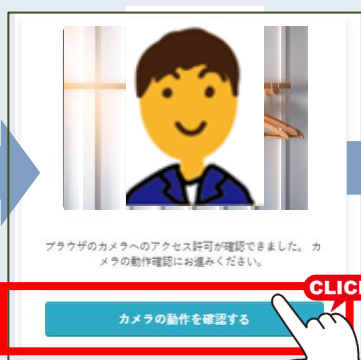 ブラウザのカメラへのアクセス許可が確認できました。 カ
メラの動作確認にお進みください。
CLIC
カメラの動作を確認する